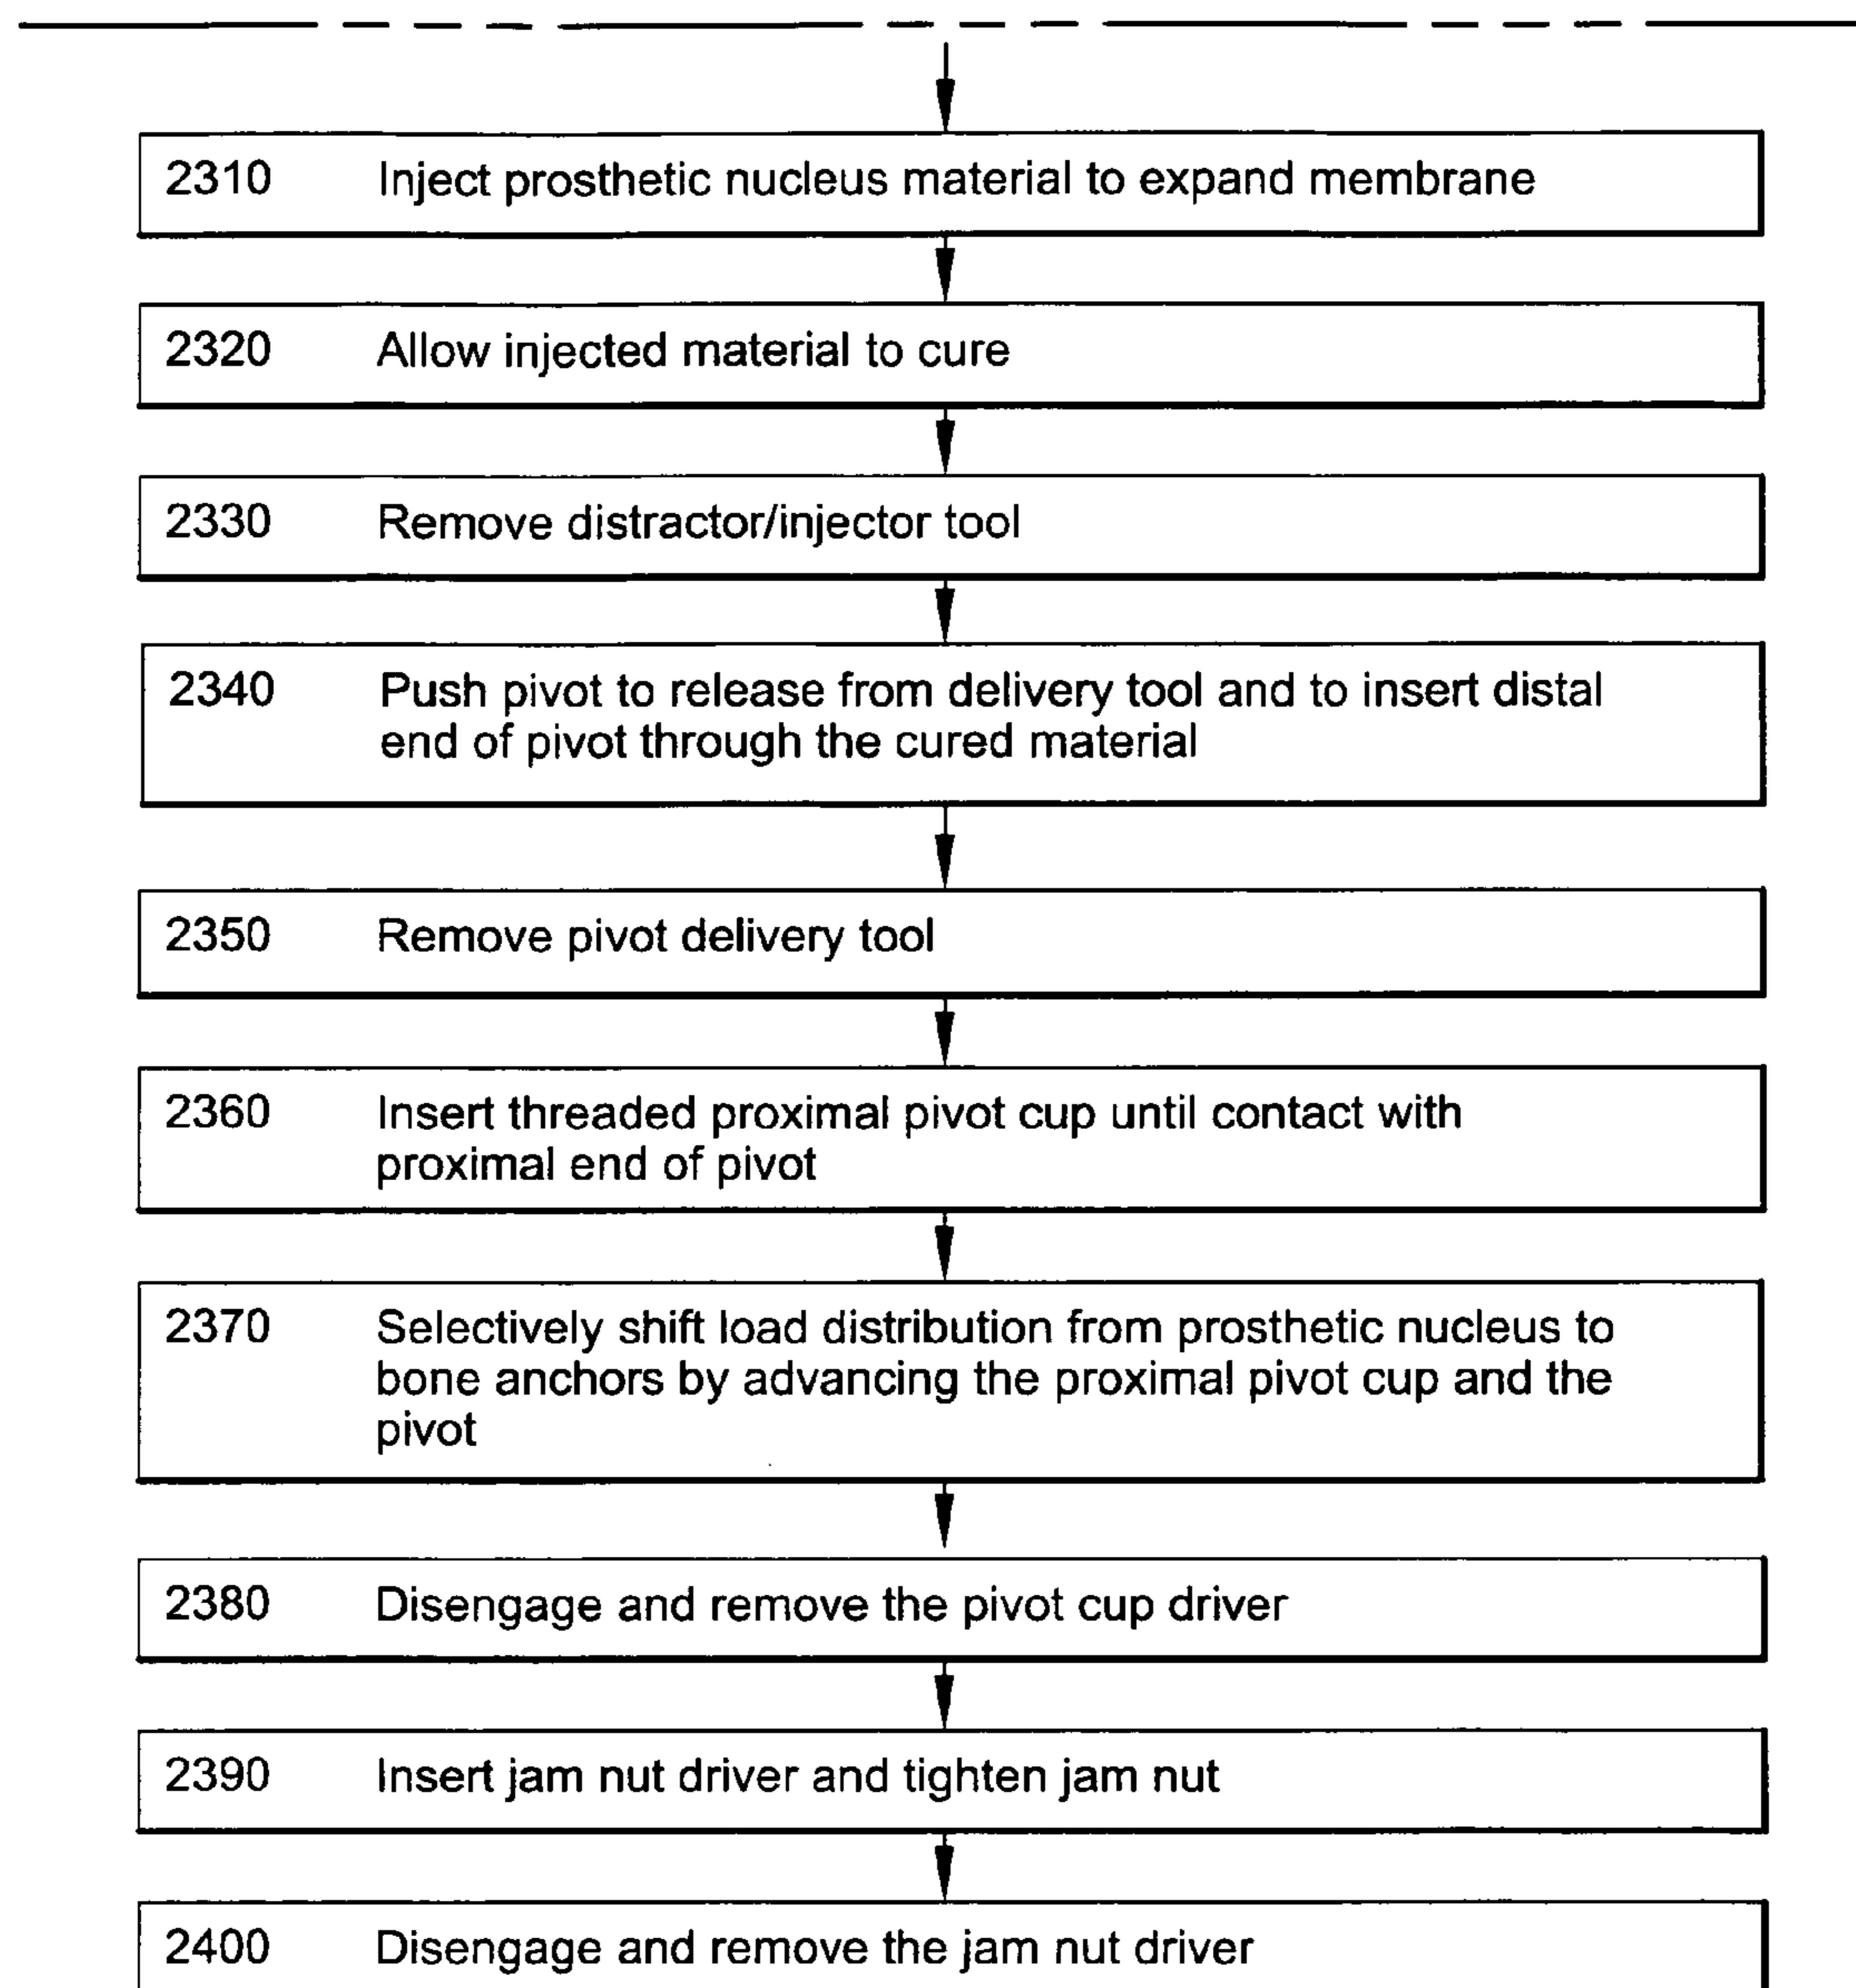 2310 Inject prosthetic nucleus material to expand membrane
2320 Allow injected material to cure
2330 Remove distractor/injector tool
2340 Push pivot to release from delivery tool and to insert distal
end of pivot through the cured material
2350 Remove pivot delivery tool
2360 Insert threaded proximal pivot cup until contact with
proximal end of pivot
2370 Selectively shift load distribution from prosthetic nucleus to
bone anchors by advancing the proximal pivot cup and the
pivot
2380 Disengage and remove the pivot cup driver
2390 Insert jam nut driver and tighten jam nut
2400 Disengage and remove the jam nut driver